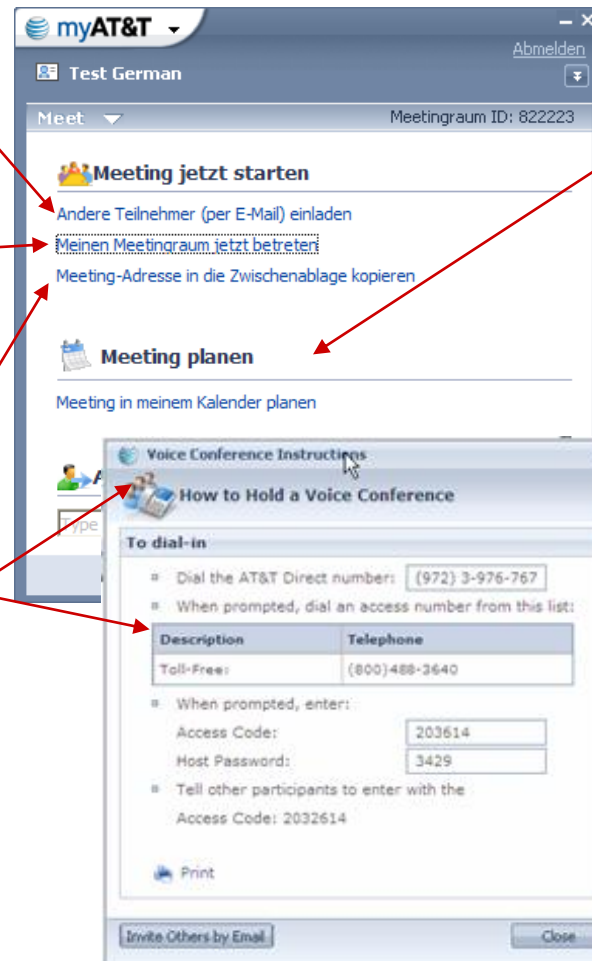 myAT&T
Abmelden
Test German
Meet
Meetingraum ID: 822223
Meeting jetzt starten
Andere Teilnehmer (per E-Mail) einladen
Meinen Meetingraum jetzt betreten
Meeting-Adresse in die Zwischenablage kopieren
Meeting planen
Meeting in meinem Kalender planen
A
Type
Voice Conference Instructions
How to Hold a Voice Conference
To dial-in
Dial the AT&T Direct number: (972) 3-976-767
When prompted, dial an access number from this list:
Description Telephone
Toll-Free: (800)488-3640
When prompted, enter:
Access Code: 203614
Host Password: 3429
Tell other participants to enter with the
Access Code: 2032614
Print
Invite Others by Email
Close